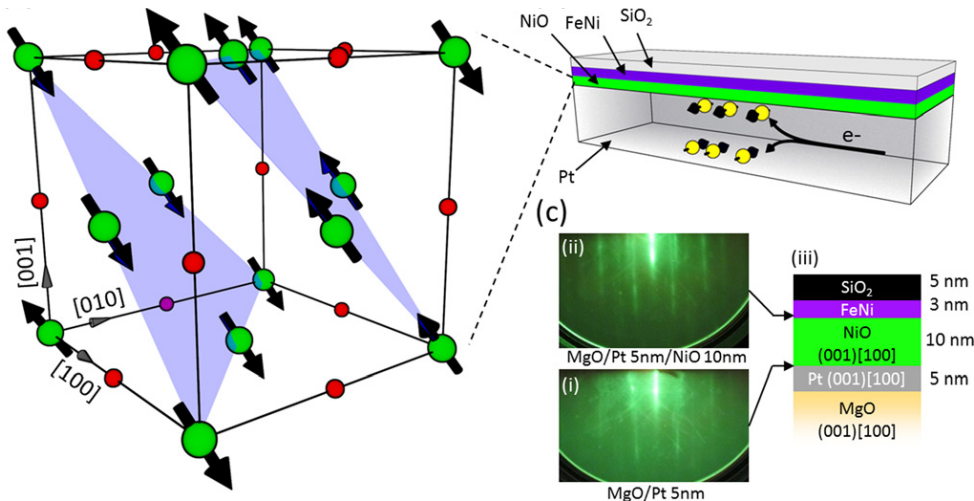 [001]
[010]
[100]
NiO
FeNi
SiO2
e-
Pt
(c)
(ii)
MgO/Pt 5nm/NiO 10nm
(i)
MgO/Pt 5nm
(iii)
SiO2
5 nm
FeNi
3 nm
NiO
(001)[100]
10 nm
Pt (001)[100]
5 nm
MgO
(001)[100]